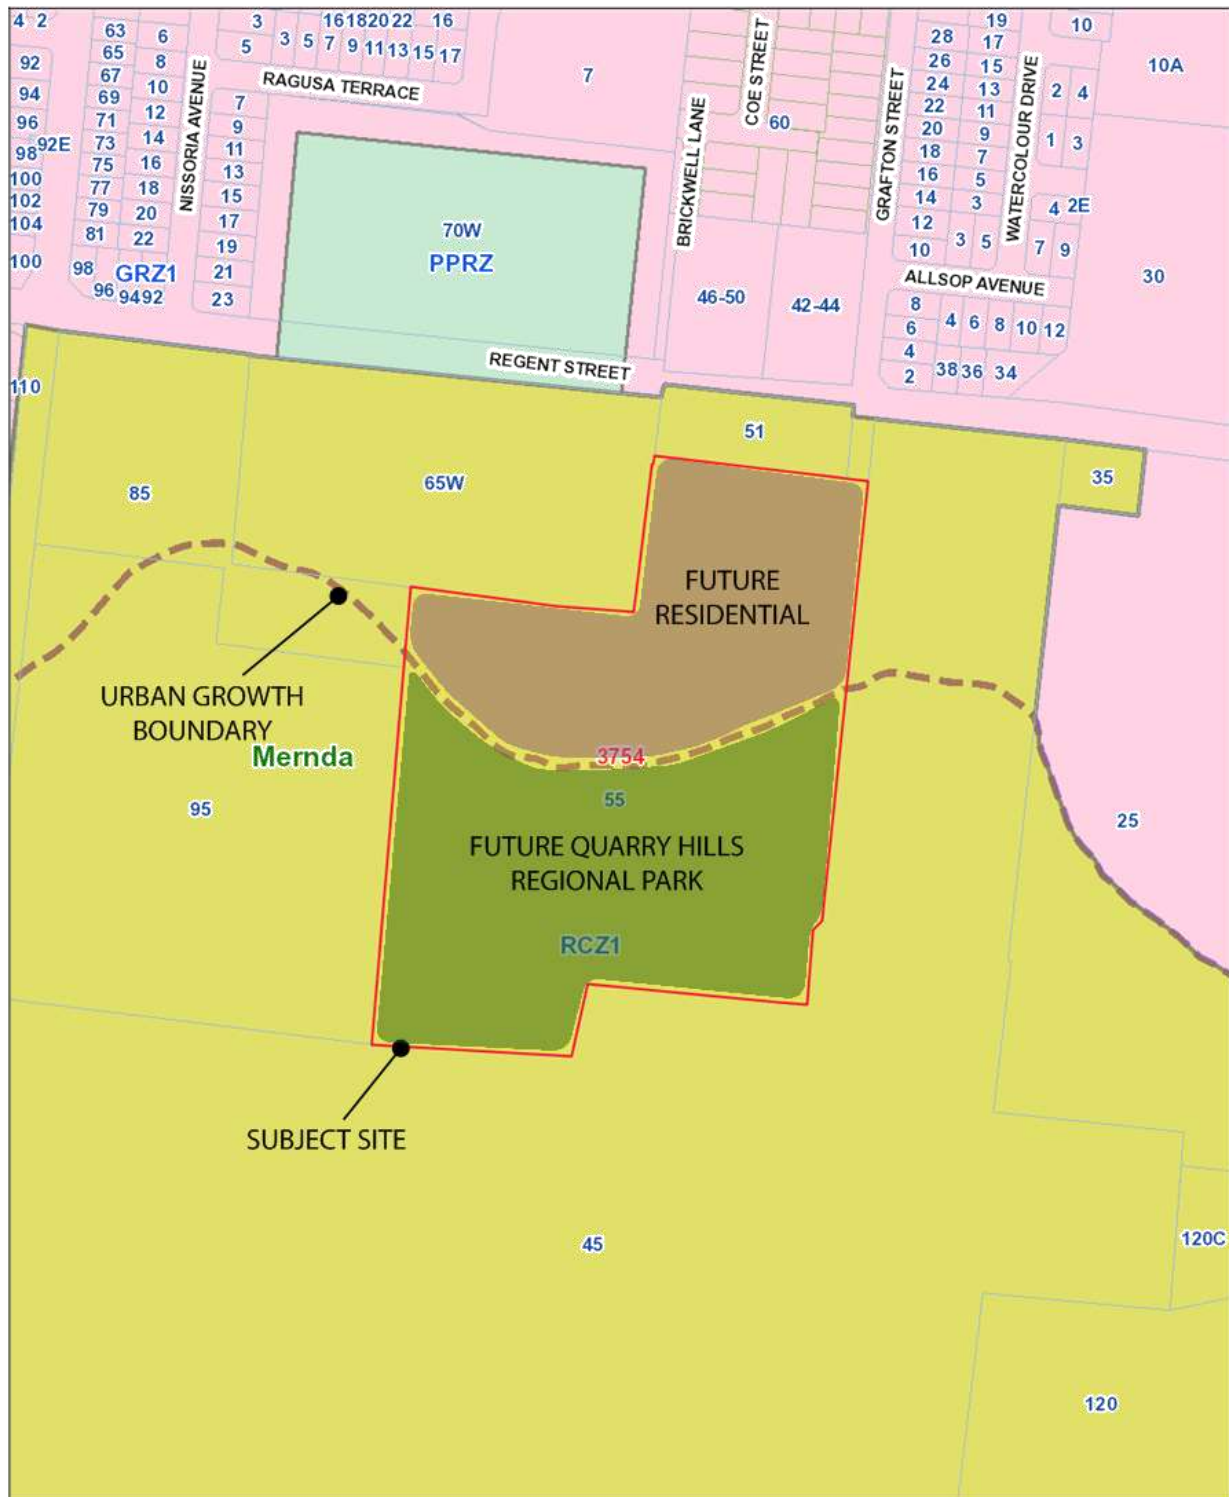 4 2
63
6
3
16 18 20 22
16
19
10
65
5
3 5 7 9 11 13 15 17
28
17
92
8
RAGUSA TERRACE
7
COE STREET
26
15
10A
67
10
24
13
2 4
94
69
7
NISSORIA AVENUE
BRICKWELL LANE
60
GRAFTON STREET
22
11
WATERCOLOUR DRIVE
96
71
12
9
20
9
1 3
92E
73
14
11
98
75
16
13
18
7
100
77
18
15
16
5
102
79
20
17
14
3
4 2E
104
81
22
19
70W
12
3 5
7 9
100
98
GRZ1
21
PPRZ
10
30
96
94 92
23
46-50
42-44
ALLSOP AVENUE
8
6
4 6 8 10 12
4
2
38 36 34
REGENT STREET
110
51
85
65W
35
FUTURE
RESIDENTIAL
URBAN GROWTH
BOUNDARY
Mernda
3754
95
55
25
FUTURE QUARRY HILLS
REGIONAL PARK
RCZ1
SUBJECT SITE
45
120C
120